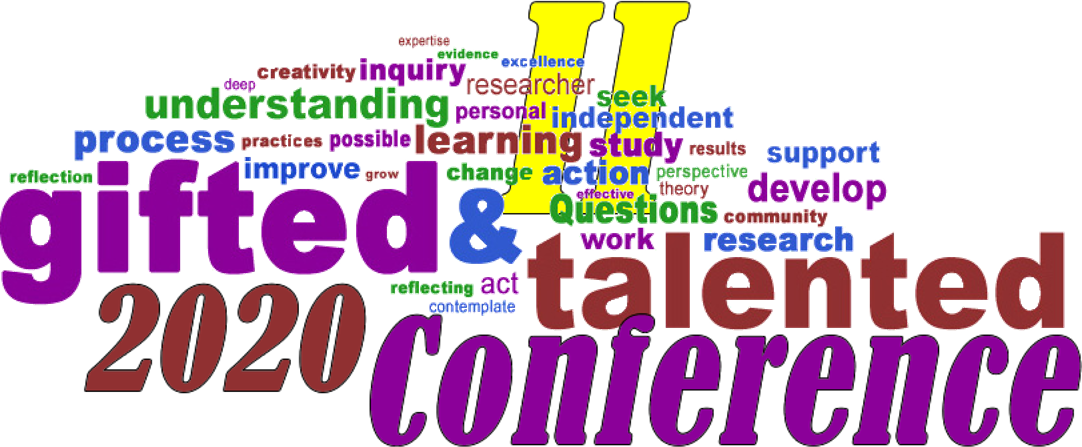 II
expertise
evidence
excellence
creativity inquiry
deep researcher
understanding personal seek
independent
process practices possible learning study results support
reflection improve grow change action perspective
theory
effective develop
gifted & Questions community
work research
talented
reflecting act
contemplate
2020 Conference